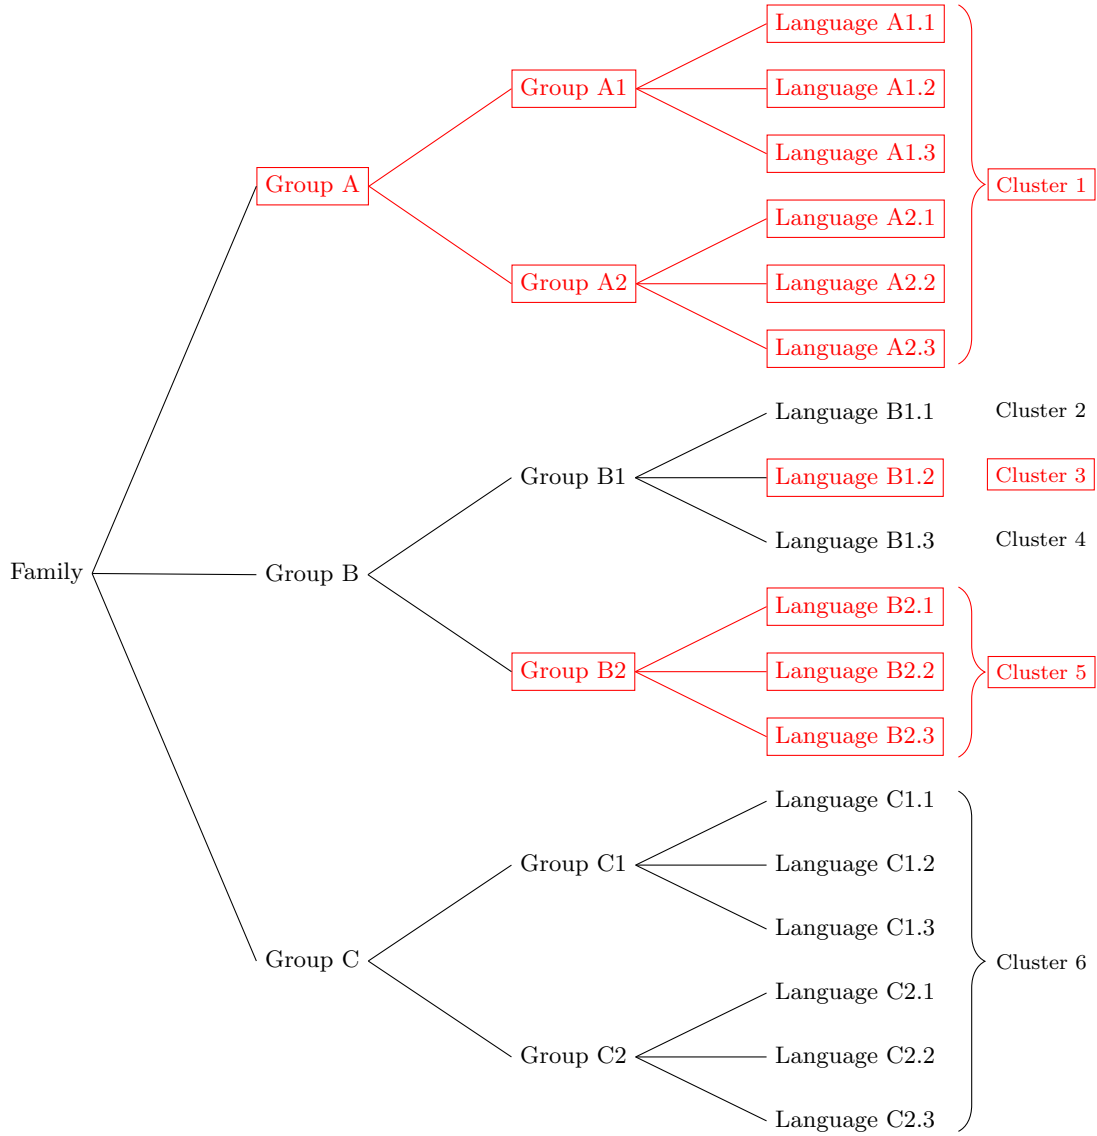 Language A1.1
Group A1
Language A1.2
Language A1.3
Group A
Cluster 1
Language A2.1
Group A2
Language A2.2
Language A2.3
Language B1.1
Cluster 2
Group B1
Language B1.2
Cluster 3
Language B1.3
Cluster 4
Family
Group B
Language B2.1
Group B2
Language B2.2
Cluster 5
Language B2.3
Language C1.1
Group C1
Language C1.2
Language C1.3
Group C
Cluster 6
Language C2.1
Group C2
Language C2.2
Language C2.3